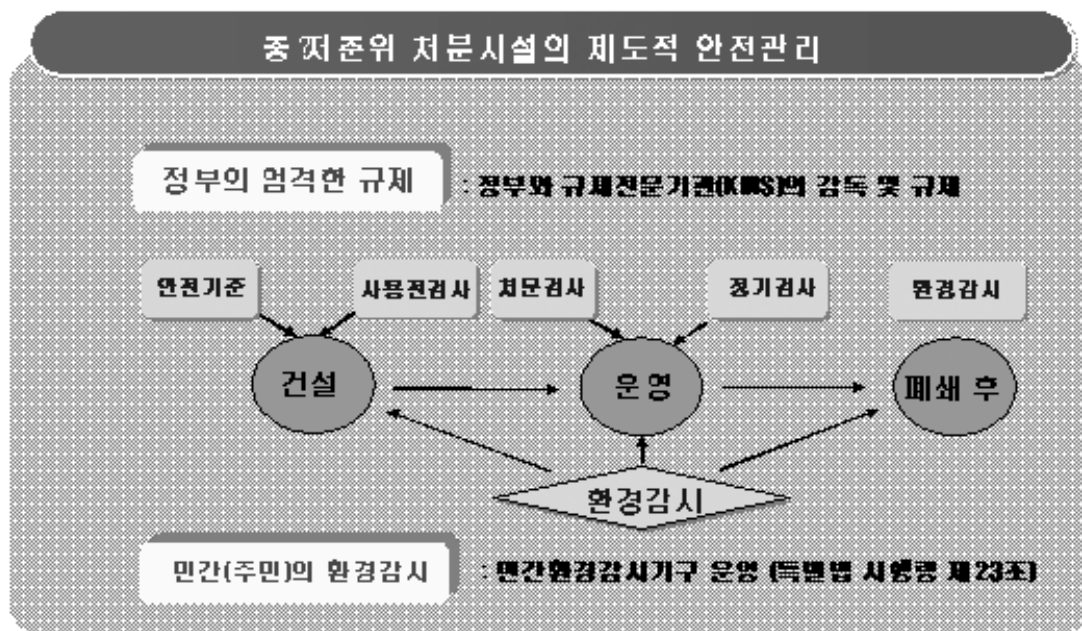 중?저준위 처분시설의 제도적 안전관리
정부의 엄격한 규제 : 정부와 규제전문기관(KINS)의 감독 및 규제
안전기준 사용전검사 처분검사 정기검사 환경감시
건설 운영 폐쇄 후
환경감시
민간(주민)의 환경감시 : 민간환경감시기구 운영 (특별법 시행령 제23조)